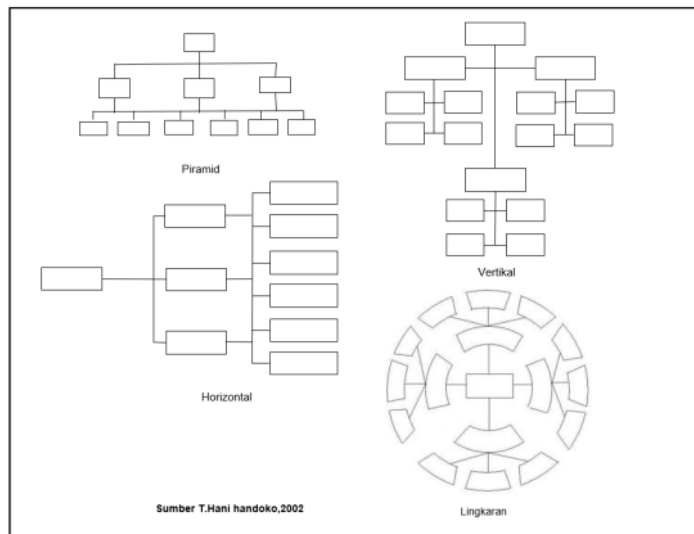 Piramid
Vertikal
Horizontal
Lingkaran
Sumber T.Hani handoko,2002